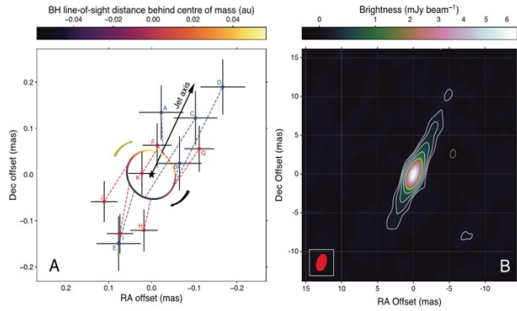 BH line-of-sight distance behind centre of mass (au)
−0.04 −0.02 0.00 0.02 0.04
Brightness (mJy beam⁻¹)
0 1 2 3 4 5 6
Dec Offset (mas)
0.2
0.1
0.0
−0.1
−0.2
Jet axis
A
D
C
F
G
K
E
H
A
0.2 0.1 0.0 −0.1 −0.2
RA offset (mas)
Dec Offset (mas)
15
10
5
0
-5
-10
B
15 10 5 0 -5 -10
RA Offset (mas)